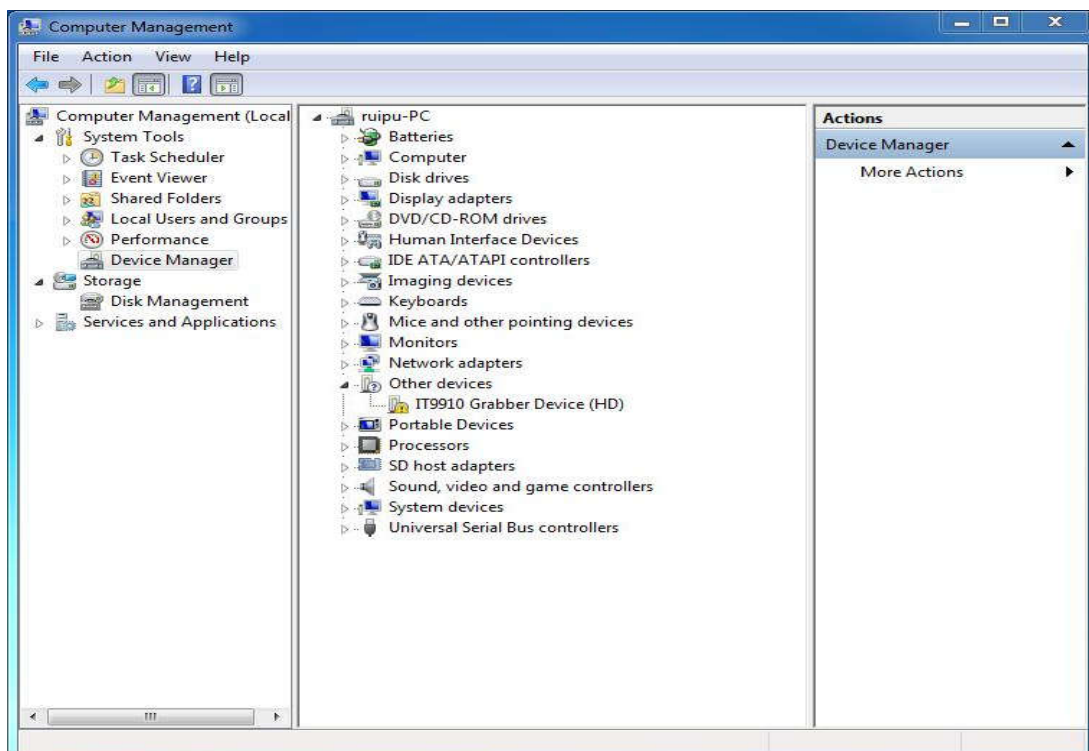 Computer Management
File Action View Help
Computer Management (Local
System Tools
Task Scheduler
Event Viewer
Shared Folders
Local Users and Groups
Performance
Device Manager
Storage
Disk Management
Services and Applications
ruipu-PC
Batteries
Computer
Disk drives
Display adapters
DVD/CD-ROM drives
Human Interface Devices
IDE ATA/ATAPI controllers
Imaging devices
Keyboards
Mice and other pointing devices
Monitors
Network adapters
Other devices
IT9910 Grabber Device (HD)
Portable Devices
Processors
SD host adapters
Sound, video and game controllers
System devices
Universal Serial Bus controllers
Actions
Device Manager
More Actions